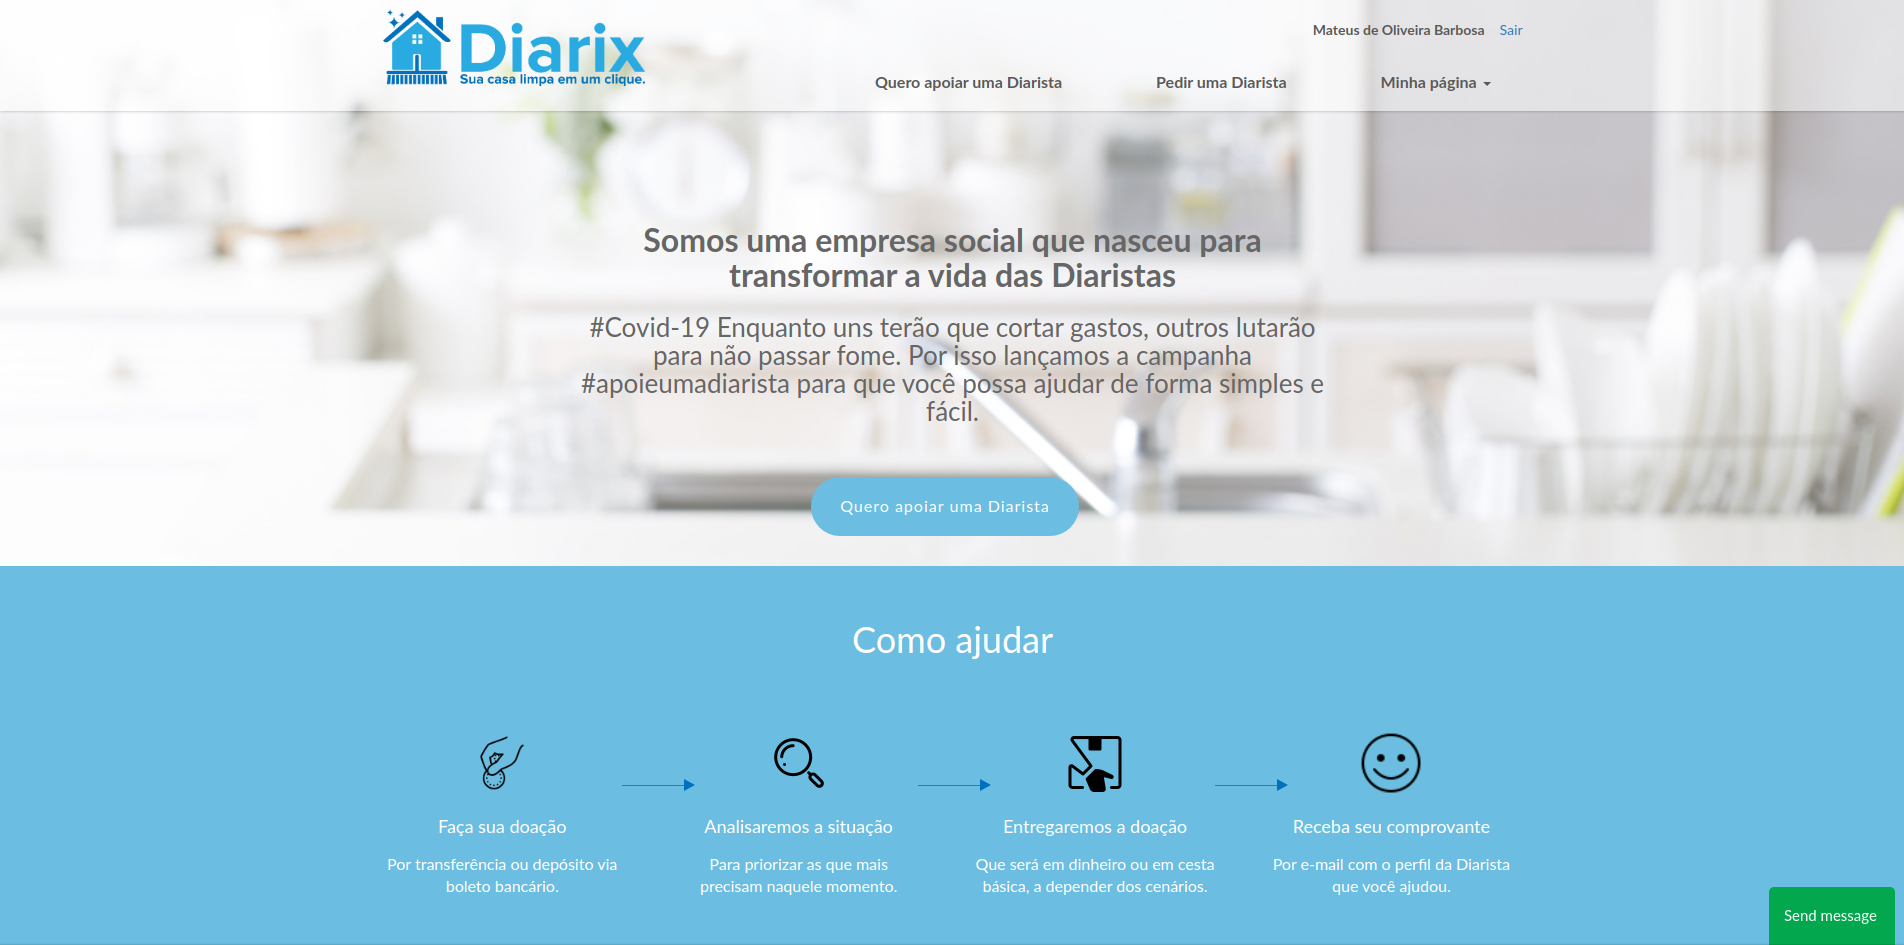 Diarix
Sua casa limpa em um clique.
Mateus de Oliveira Barbosa Sair
Quero apoiar uma Diarista Pedir uma Diarista Minha página
Somos uma empresa social que nasceu para
transformar a vida das Diaristas
#Covid-19 Enquanto uns terão que cortar gastos, outros lutarão
para não passar fome. Por isso lançamos a campanha
#apoieumadiarista para que você possa ajudar de forma simples e
fácil.
Quero apoiar uma Diarista
Como ajudar
Faça sua doação
Por transferência ou depósito via
boleto bancário.
Analisaremos a situação
Para priorizar as que mais
precisam naquele momento.
Entregaremos a doação
Que será em dinheiro ou em cesta
básica, a depender dos cenários.
Receba seu comprovante
Por e-mail com o perfil da Diarista
que você ajudou.
Send message